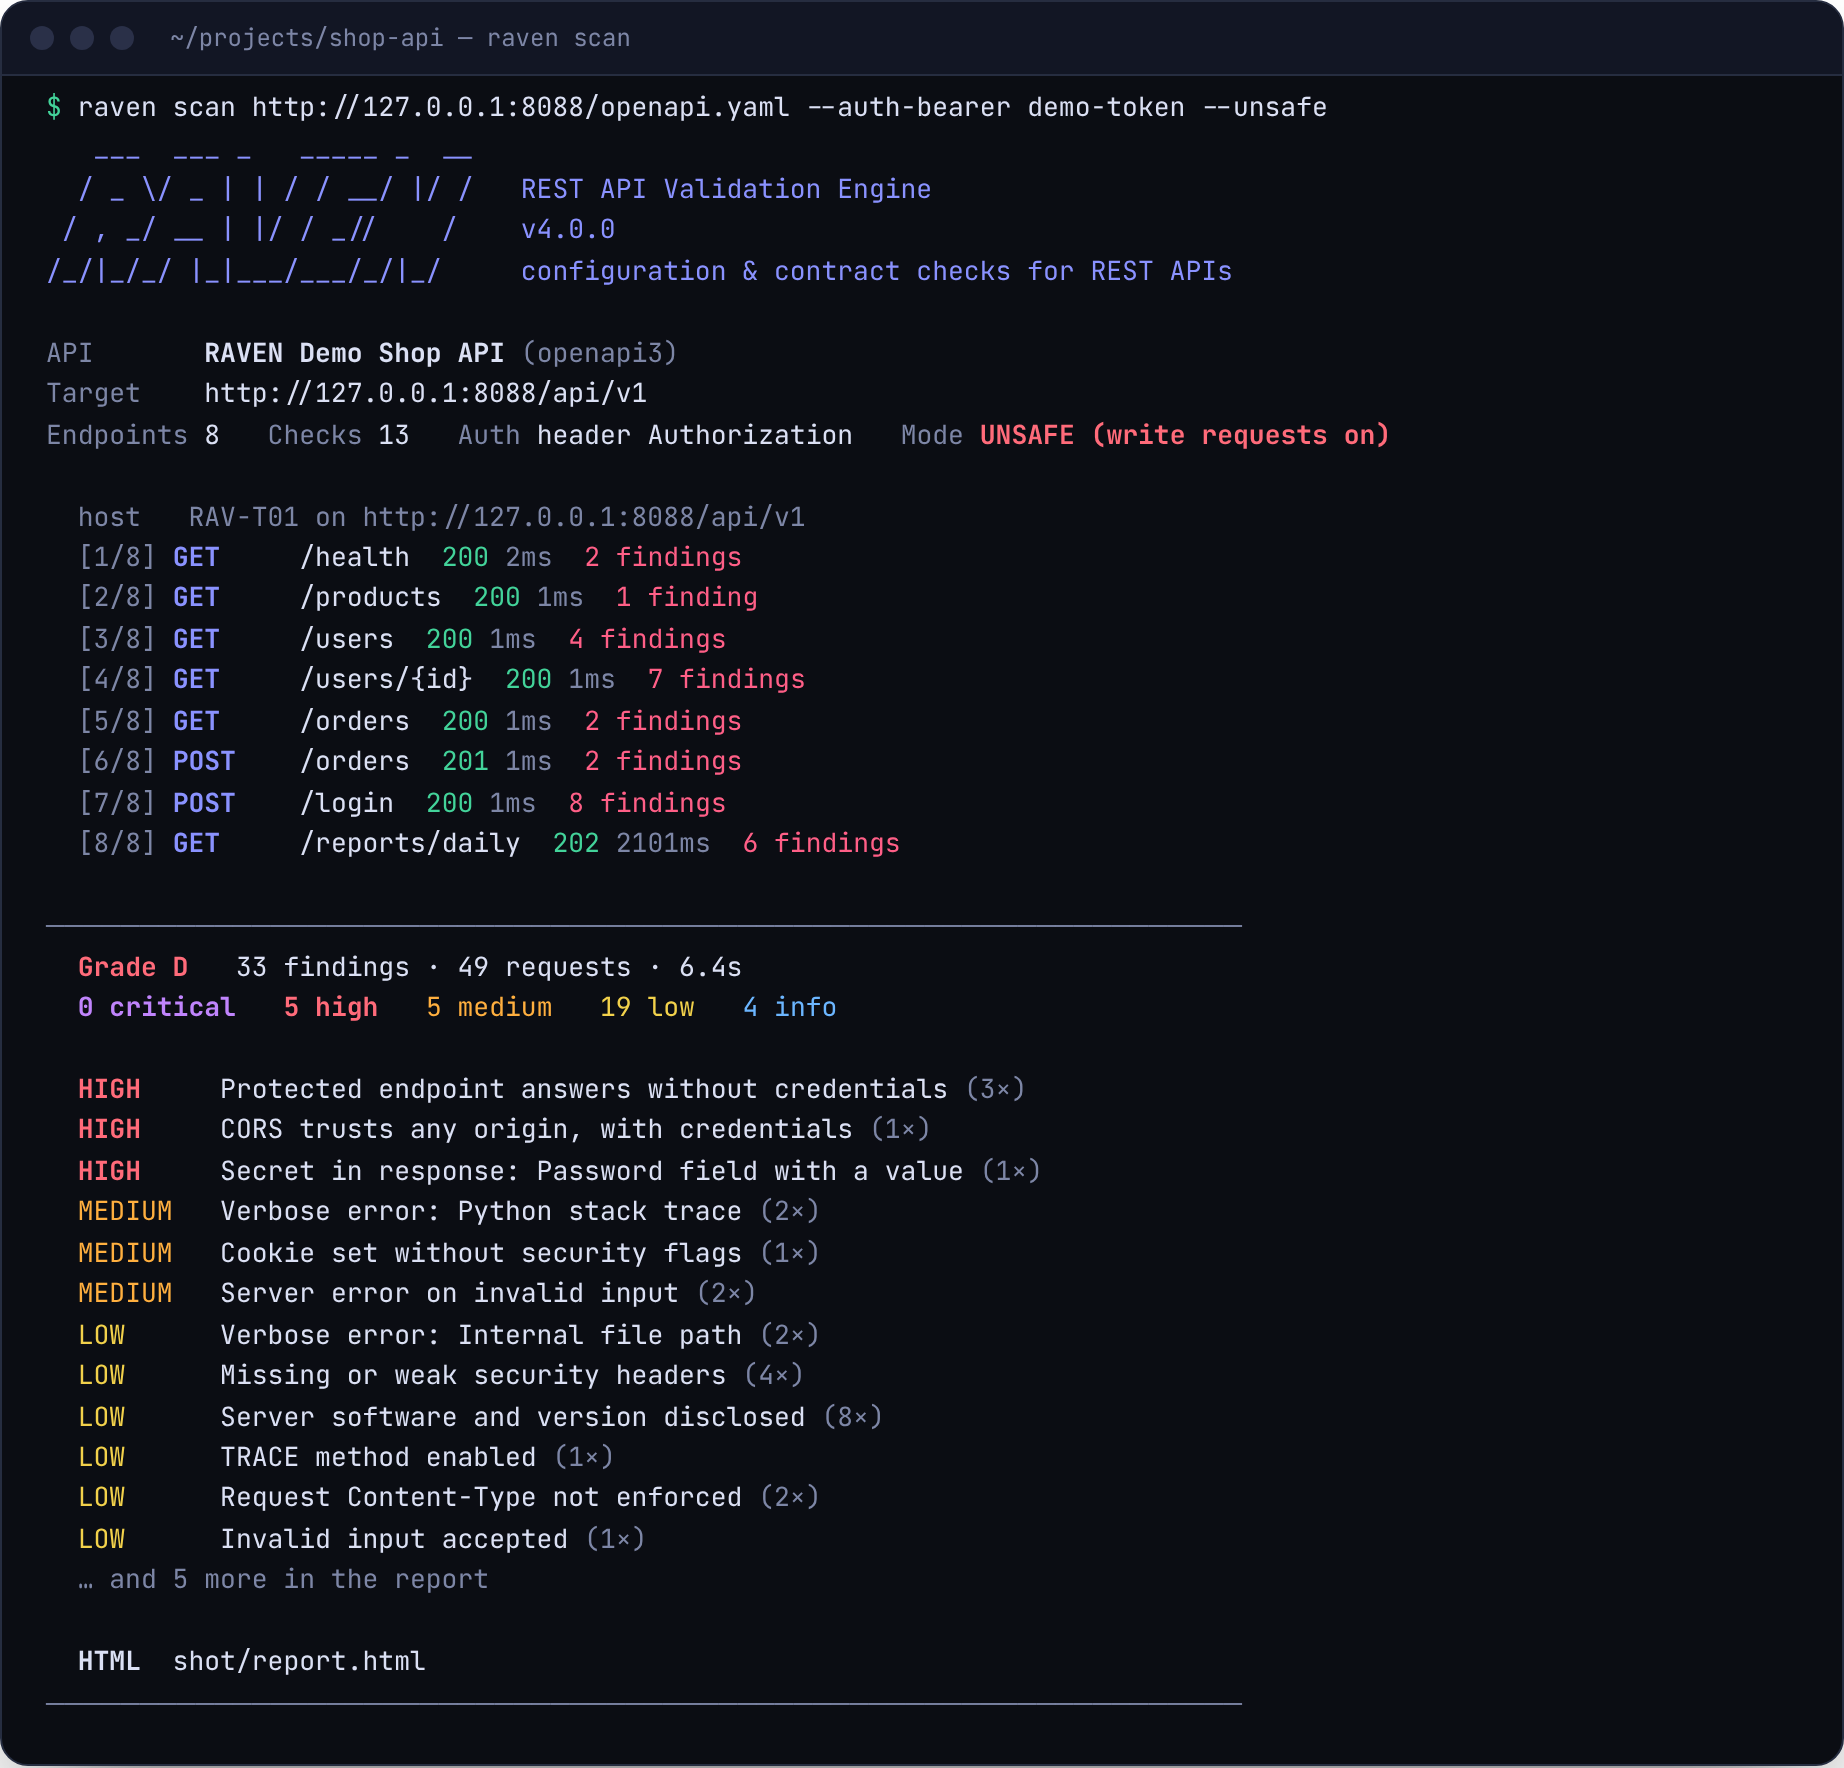 ~/projects/shop-api — raven scan
$ raven scan http://127.0.0.1:8088/openapi.yaml --auth-bearer demo-token --unsafe
   ___  ___ _   _____ _  __
  / _ \/ _ | | / / __/ |/ /   REST API Validation Engine
 / , _/ __ | |/ / _//    /    v4.0.0
/_/|_/_/ |_|___/___/_/|_/     configuration & contract checks for REST APIs
API       RAVEN Demo Shop API (openapi3)
Target    http://127.0.0.1:8088/api/v1
Endpoints 8   Checks 13   Auth header Authorization   Mode UNSAFE (write requests on)
host   RAV-T01 on http://127.0.0.1:8088/api/v1
[1/8] GET     /health  200 2ms  2 findings
[2/8] GET     /products  200 1ms  1 finding
[3/8] GET     /users  200 1ms  4 findings
[4/8] GET     /users/{id}  200 1ms  7 findings
[5/8] GET     /orders  200 1ms  2 findings
[6/8] POST    /orders  201 1ms  2 findings
[7/8] POST    /login  200 1ms  8 findings
[8/8] GET     /reports/daily  202 2101ms  6 findings
Grade D   33 findings · 49 requests · 6.4s
0 critical   5 high   5 medium   19 low   4 info
HIGH     Protected endpoint answers without credentials (3×)
HIGH     CORS trusts any origin, with credentials (1×)
HIGH     Secret in response: Password field with a value (1×)
MEDIUM   Verbose error: Python stack trace (2×)
MEDIUM   Cookie set without security flags (1×)
MEDIUM   Server error on invalid input (2×)
LOW      Verbose error: Internal file path (2×)
LOW      Missing or weak security headers (4×)
LOW      Server software and version disclosed (8×)
LOW      TRACE method enabled (1×)
LOW      Request Content-Type not enforced (2×)
LOW      Invalid input accepted (1×)
… and 5 more in the report
HTML  shot/report.html